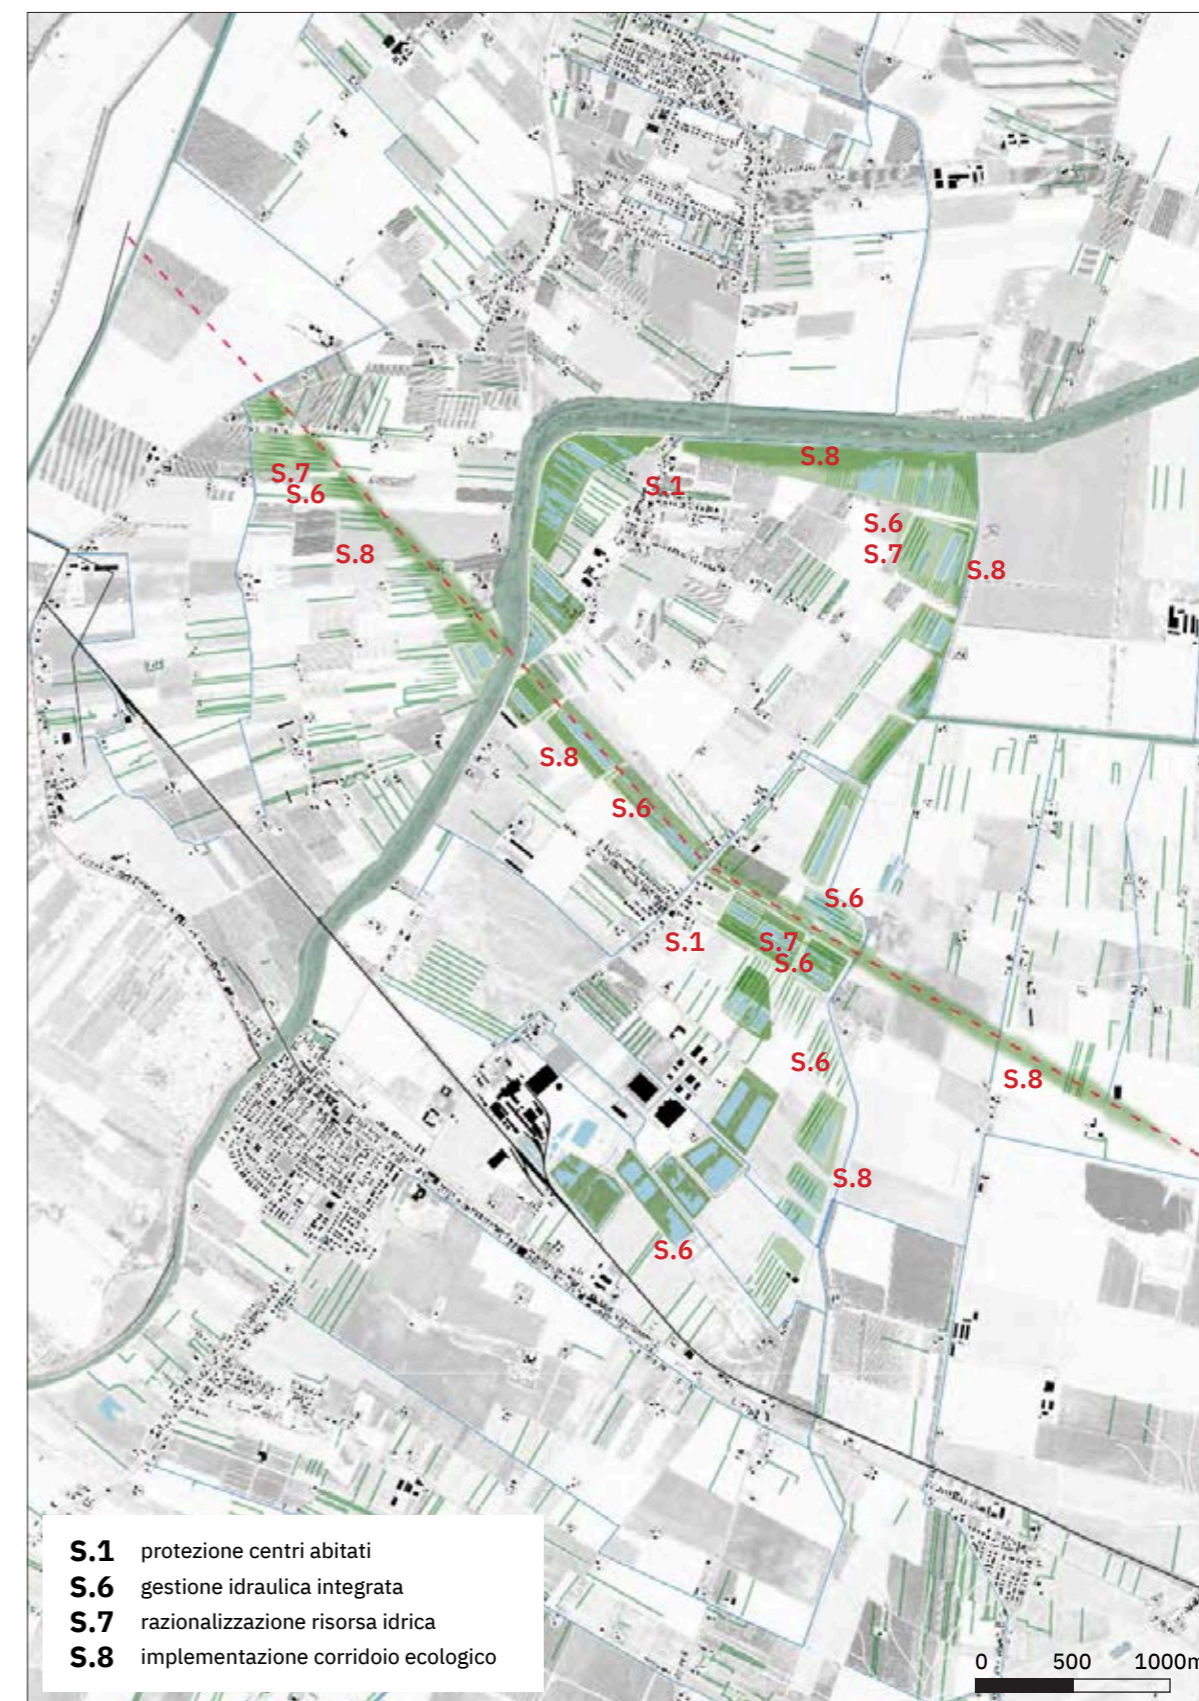 S.8
S.7
S.6
S.1
S.6
S.8
S.7
S.8
S.8
S.6
S.6
S.1
S.7
S.6
S.6
S.8
S.8
S.6
S.1 protezione centri abitati
S.6 gestione idraulica integrata
S.7 razionalizzazione risorsa idrica
S.8 implementazione corridoio ecologico
0 500 1000m